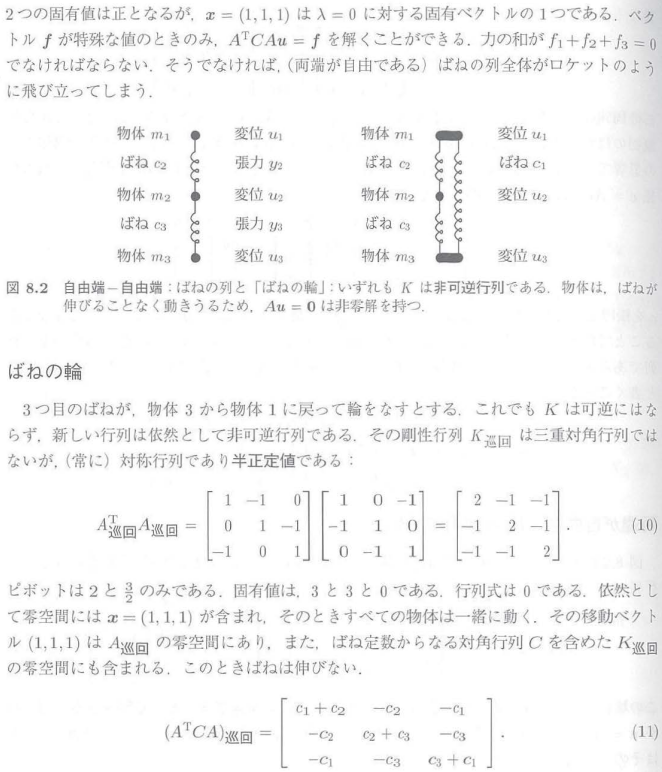 2つの固有値は正となるが，x = (1,1,1) は λ = 0 に対する固有ベクトルの1つである．ベク
トル f が特殊な値のときのみ，AᵀCAu = f を解くことができる．力の和が f₁+f₂+f₃ = 0
でなければならない．そうでなければ，(両端が自由である) ばねの列全体がロケットのよう
に飛び立ってしまう．
物体 m₁ 変位 u₁ 物体 m₁ 変位 u₁
ばね c₂ 張力 y₂ ばね c₂ ばね c₁
物体 m₂ 変位 u₂ 物体 m₂ 変位 u₂
ばね c₃ 張力 y₃ ばね c₃
物体 m₃ 変位 u₃ 物体 m₃ 変位 u₃
図 8.2 自由端−自由端：ばねの列と「ばねの輪」：いずれも K は非可逆行列である．物体は，ばねが
伸びることなく動きうるため，Au = 0 は非零解を持つ．
ばねの輪
3つ目のばねが，物体 3 から物体 1 に戻って輪をなすとする．これでも K は可逆にはな
らず，新しい行列は依然として非可逆行列である．その剛性行列 K巡回 は三重対角行列では
ないが，(常に) 対称行列であり半正定値である：
Aᵀ巡回 A巡回 = [1 −1 0; 0 1 −1; −1 0 1] [1 0 −1; −1 1 0; 0 −1 1] = [2 −1 −1; −1 2 −1; −1 −1 2]. (10)
ピボットは 2 と 3/2 のみである．固有値は，3 と 3 と 0 である．行列式は 0 である．依然とし
て零空間には x = (1,1,1) が含まれ，そのときすべての物体は一緒に動く．その移動ベクト
ル (1,1,1) は A巡回 の零空間にあり，また，ばね定数からなる対角行列 C を含めた K巡回
の零空間にも含まれる．このときばねは伸びない．
(AᵀCA)巡回 = [c₁+c₂ −c₂ −c₁; −c₂ c₂+c₃ −c₃; −c₁ −c₃ c₃+c₁]. (11)